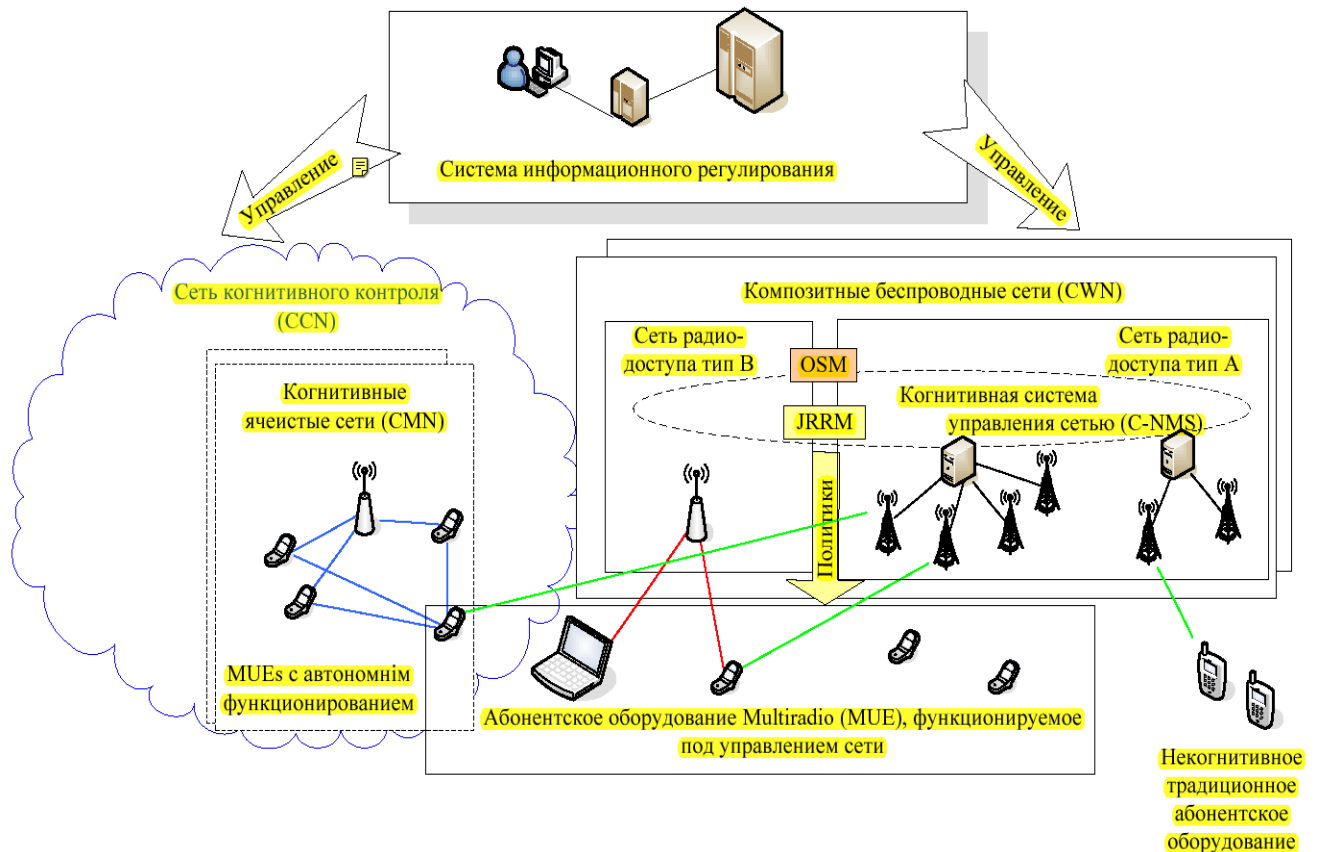 Система информационного регулирования
Управление
Управление
Сеть когнитивного контроля
(CCN)
Когнитивные
ячеистые сети (CMN)
MUEs с автономнім
функционированием
Композитные беспроводные сети (CWN)
Сеть радио-
доступа тип B
OSM
JRRM
Сеть радио-
доступа тип A
Когнитивная система
управления сетью (C-NMS)
Политики
Абонентское оборудование Multiradio (MUE), функционируемое
под управлением сети
Некогнитивное
традиционное
абонентское
оборудование